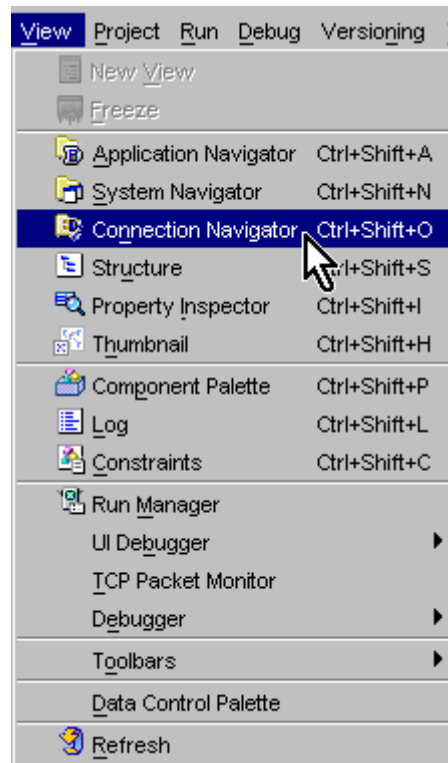 View Project Run Debug Versioning
New View
Freeze
Application Navigator Ctrl+Shift+A
System Navigator Ctrl+Shift+N
Connection Navigator Ctrl+Shift+O
Structure Ctrl+Shift+S
Property Inspector Ctrl+Shift+I
Thumbnail Ctrl+Shift+H
Component Palette Ctrl+Shift+P
Log Ctrl+Shift+L
Constraints Ctrl+Shift+C
Run Manager
UI Debugger
TCP Packet Monitor
Debugger
Toolbars
Data Control Palette
Refresh